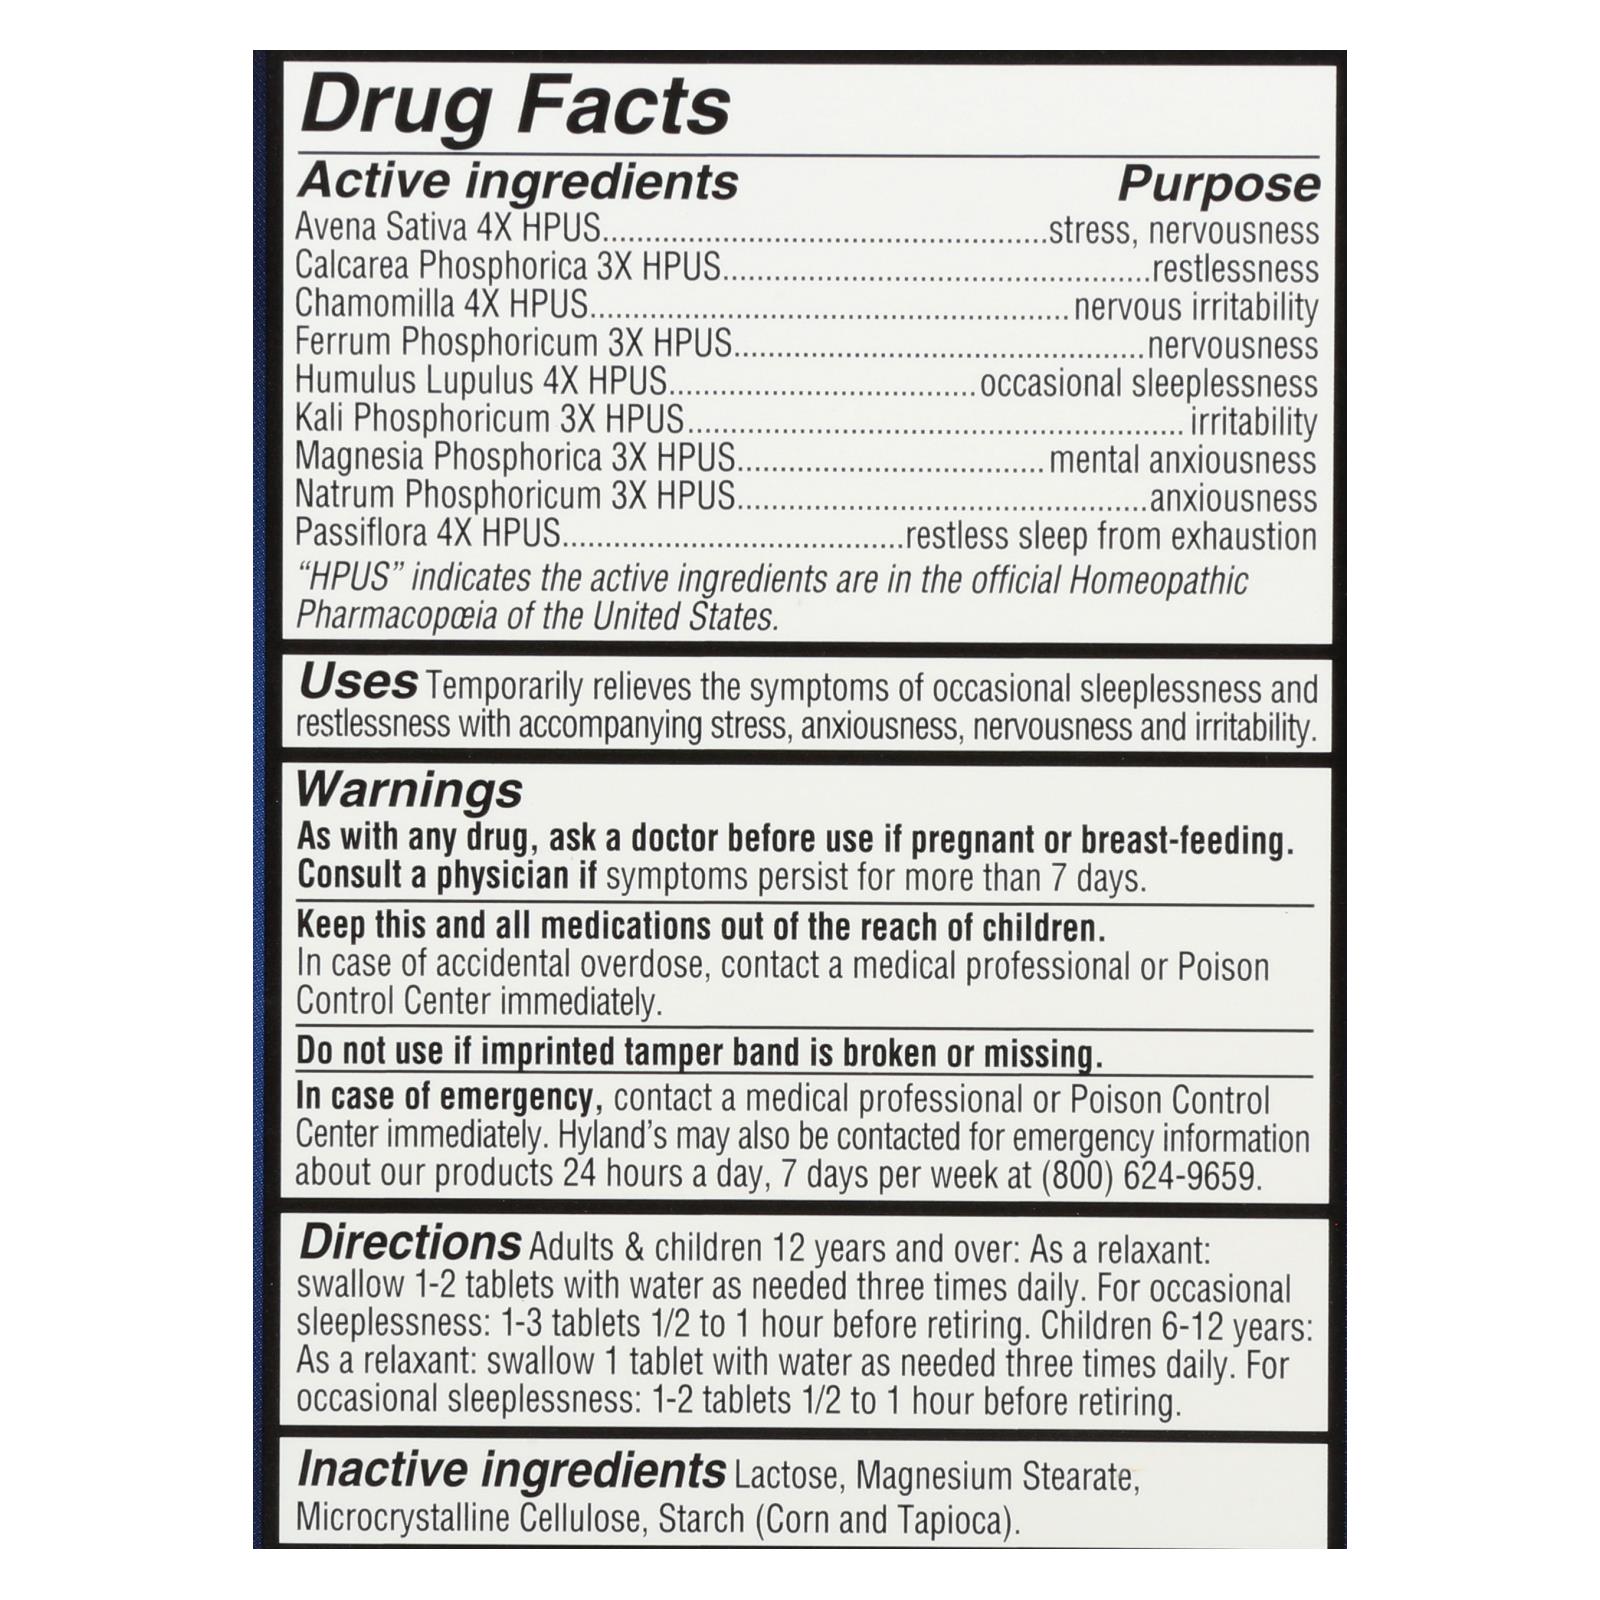 Drug Facts
Active ingredients Purpose
Avena Sativa 4X HPUS....................................................stress, nervousness
Calcarea Phosphorica 3X HPUS..................................................restlessness
Chamomilla 4X HPUS........................................................nervous irritability
Ferrum Phosphoricum 3X HPUS................................................nervousness
Humulus Lupulus 4X HPUS....................................occasional sleeplessness
Kali Phosphoricum 3X HPUS.......................................................... irritability
Magnesia Phosphorica 3X HPUS....................................mental anxiousness
Natrum Phosphoricum 3X HPUS................................................anxiousness
Passiflora 4X HPUS........................................restless sleep from exhaustion
“HPUS” indicates the active ingredients are in the official Homeopathic
Pharmacopœia of the United States.
Uses Temporarily relieves the symptoms of occasional sleeplessness and
restlessness with accompanying stress, anxiousness, nervousness and irritability.
Warnings
As with any drug, ask a doctor before use if pregnant or breast-feeding.
Consult a physician if symptoms persist for more than 7 days.
Keep this and all medications out of the reach of children.
In case of accidental overdose, contact a medical professional or Poison
Control Center immediately.
Do not use if imprinted tamper band is broken or missing.
In case of emergency, contact a medical professional or Poison Control
Center immediately. Hyland’s may also be contacted for emergency information
about our products 24 hours a day, 7 days per week at (800) 624-9659.
Directions Adults & children 12 years and over: As a relaxant:
swallow 1-2 tablets with water as needed three times daily. For occasional
sleeplessness: 1-3 tablets 1/2 to 1 hour before retiring. Children 6-12 years:
As a relaxant: swallow 1 tablet with water as needed three times daily. For
occasional sleeplessness: 1-2 tablets 1/2 to 1 hour before retiring.
Inactive ingredients Lactose, Magnesium Stearate,
Microcrystalline Cellulose, Starch (Corn and Tapioca).